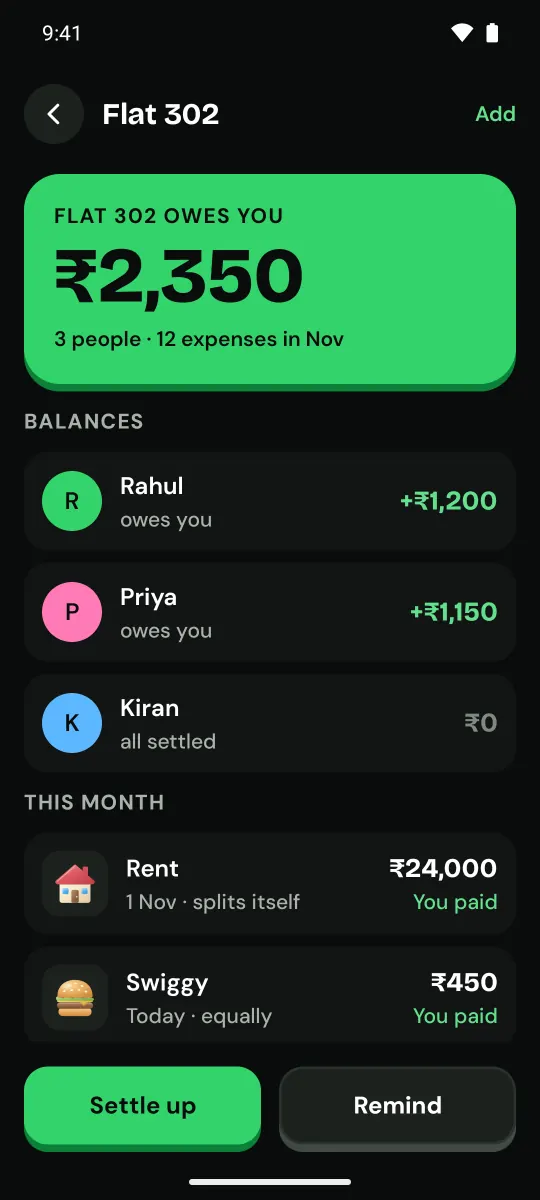 9:41
Flat 302
Add
FLAT 302 OWES YOU
₹2,350
3 people · 12 expenses in Nov
BALANCES
R
Rahul
owes you
+₹1,200
P
Priya
owes you
+₹1,150
K
Kiran
all settled
₹0
THIS MONTH
Rent
₹24,000
1 Nov · splits itself
You paid
Swiggy
₹450
Today · equally
You paid
Settle up
Remind